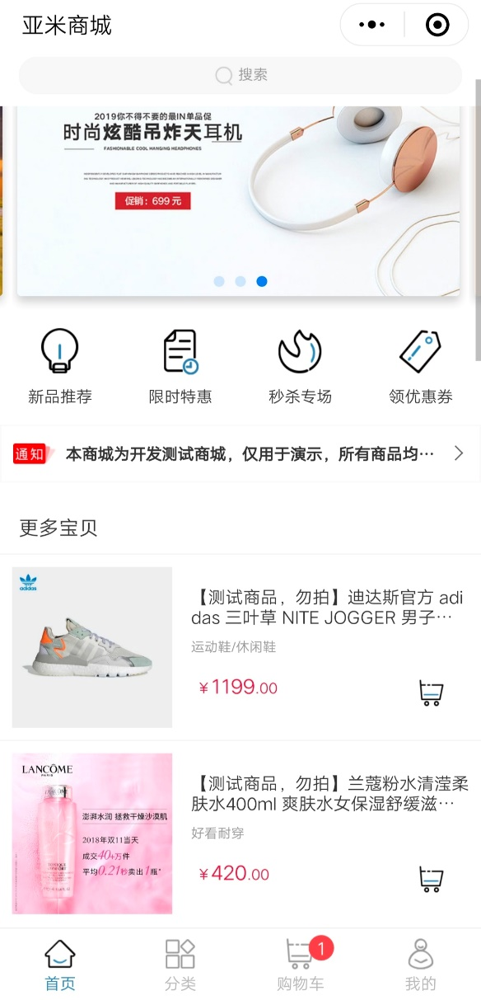 亚米商城
搜索
2019你不得不要的最IN单品促
时尚炫酷吊炸天耳机
FASHIONABLE COOL HANGING HEADPHONES
促销：699 元
新品推荐
限时特惠
秒杀专场
领优惠券
通知
本商城为开发测试商城，仅用于演示，所有商品均…
更多宝贝
adidas
【测试商品，勿拍】迪达斯官方 adi
das 三叶草 NITE JOGGER 男子…
运动鞋/休闲鞋
￥1199.00
LANCÔME
PARIS
澎湃水润 拯救干燥沙漠肌
2018年双11当天
成交40+万件
平均0.21秒卖出1瓶*
【测试商品，勿拍】兰蔻粉水清滢柔
肤水400ml 爽肤水女保湿舒缓滋…
好看耐穿
￥420.00
1
首页
分类
购物车
我的